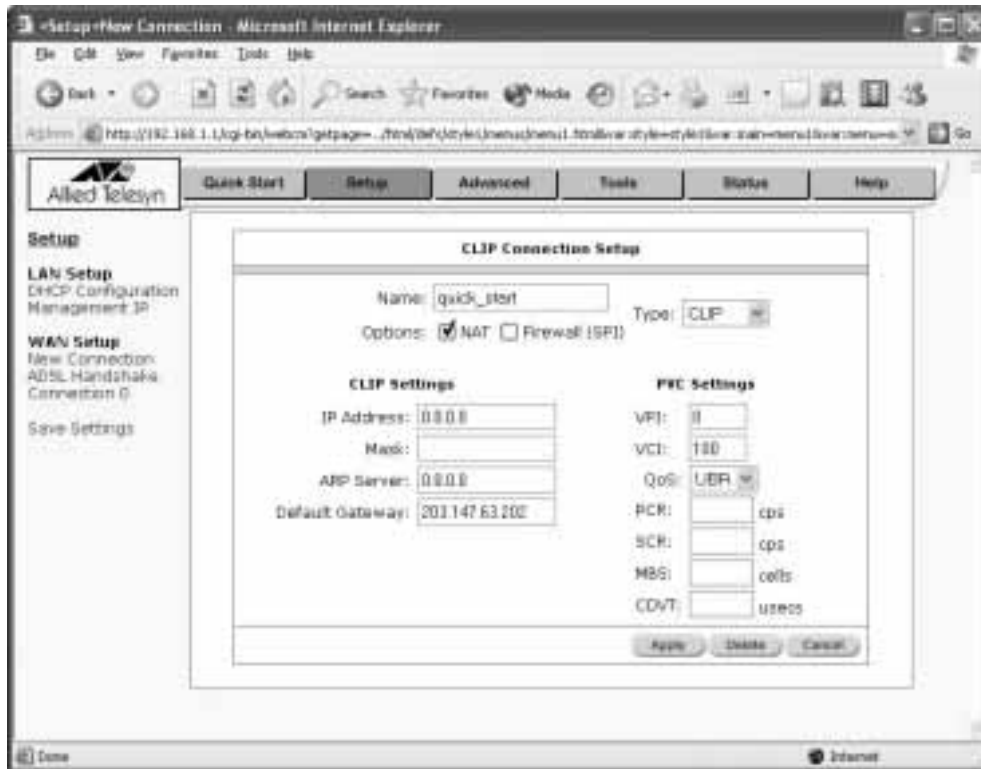 -Setup-New Connection - Microsoft Internet Explorer
File Edit View Favorites Tools Help
Back Search Favorites Media
Address Go
Allied Telesyn
Quick Start Setup Advanced Tools Status Help
Setup
LAN Setup
DHCP Configuration
Management IP
WAN Setup
New Connection
ADSL Handshake
Connection 0
Save Settings
CLIP Connection Setup
Name: quick_start
Type: CLIP
Options: NAT Firewall (SPI)
CLIP Settings
IP Address: 0.0.0.0
Mask:
ARP Server: 0.0.0.0
Default Gateway: 203.147.63.202
PVC Settings
VPI: 0
VCI: 100
QoS: UBR
PCR: cps
SCR: cps
MBS: cells
CDVT: usecs
Apply Delete Cancel
Done Internet